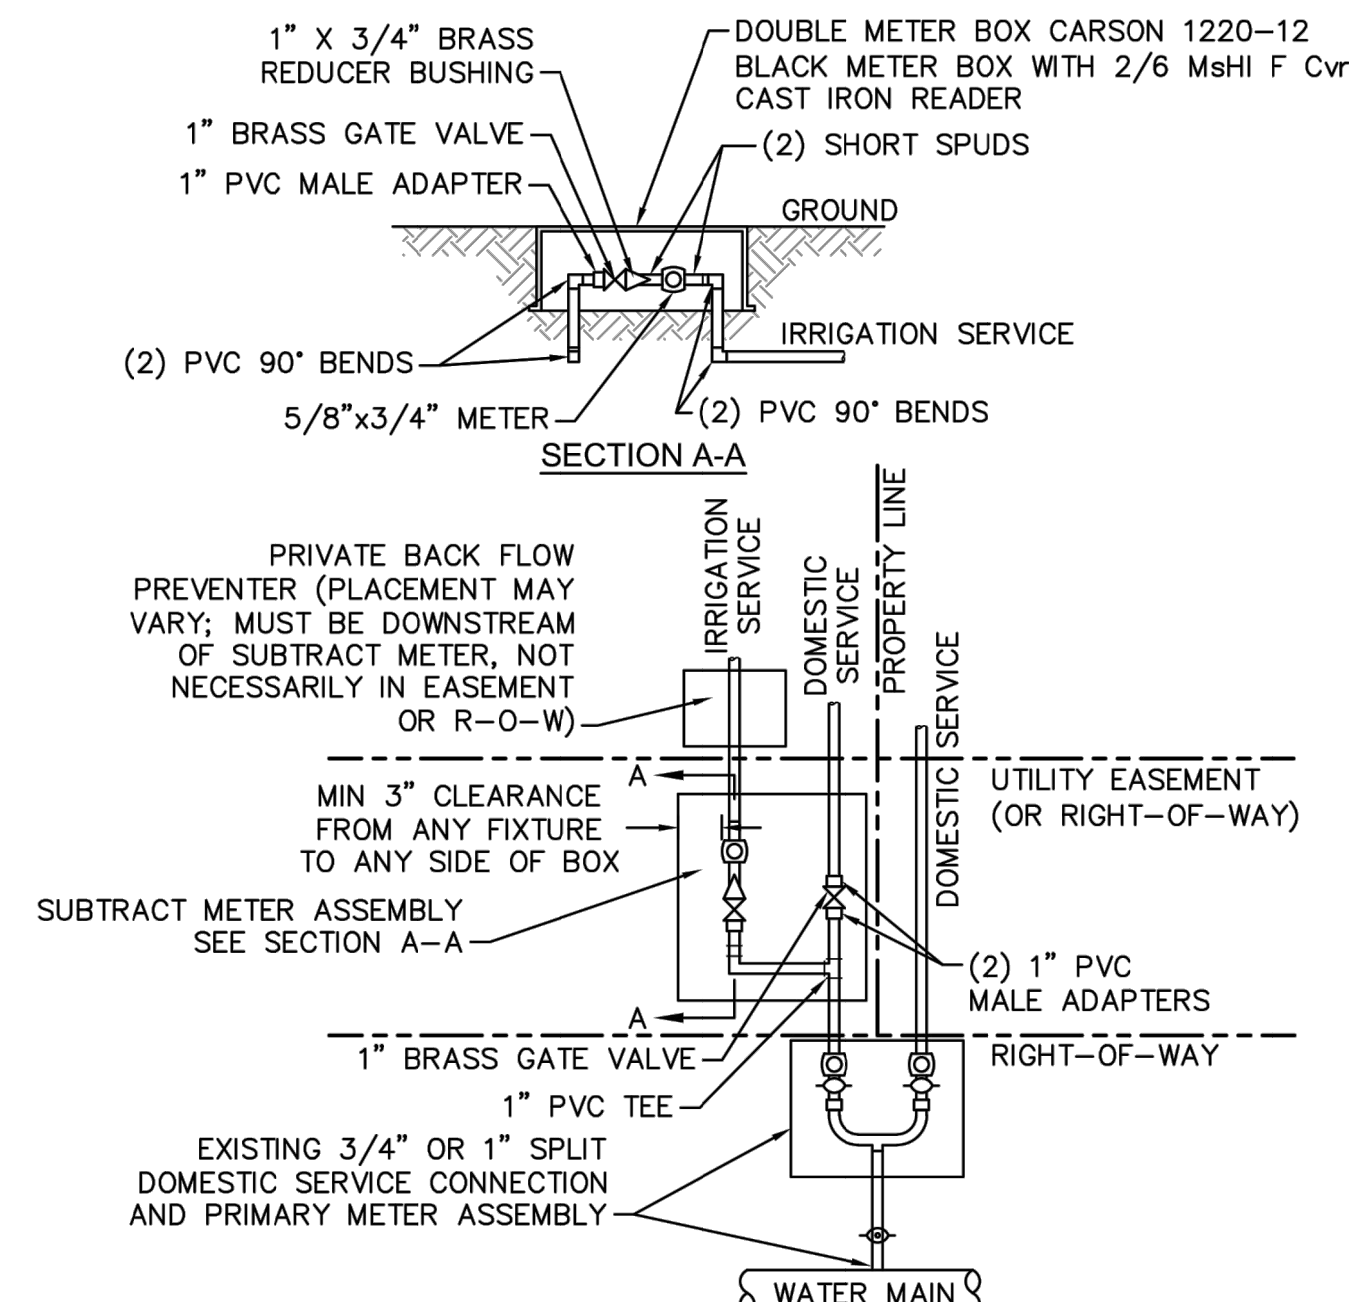 1” X 3/4” BRASS
REDUCER BUSHING
1” BRASS GATE VALVE
1” PVC MALE ADAPTER
DOUBLE METER BOX CARSON 1220–12
BLACK METER BOX WITH 2/6 MsHI F Cvr
CAST IRON READER
(2) SHORT SPUDS
GROUND
IRRIGATION SERVICE
(2) PVC 90° BENDS
5/8”x3/4” METER
(2) PVC 90° BENDS
SECTION A-A
PRIVATE BACK FLOW
PREVENTER (PLACEMENT MAY
VARY; MUST BE DOWNSTREAM
OF SUBTRACT METER, NOT
NECESSARILY IN EASEMENT
OR R–O–W)
IRRIGATION
SERVICE
DOMESTIC
SERVICE
PROPERTY LINE
DOMESTIC SERVICE
A
UTILITY EASEMENT
(OR RIGHT–OF–WAY)
MIN 3” CLEARANCE
FROM ANY FIXTURE
TO ANY SIDE OF BOX
SUBTRACT METER ASSEMBLY
SEE SECTION A–A
(2) 1” PVC
MALE ADAPTERS
A
1” BRASS GATE VALVE
RIGHT–OF–WAY
1” PVC TEE
EXISTING 3/4” OR 1” SPLIT
DOMESTIC SERVICE CONNECTION
AND PRIMARY METER ASSEMBLY
WATER MAIN